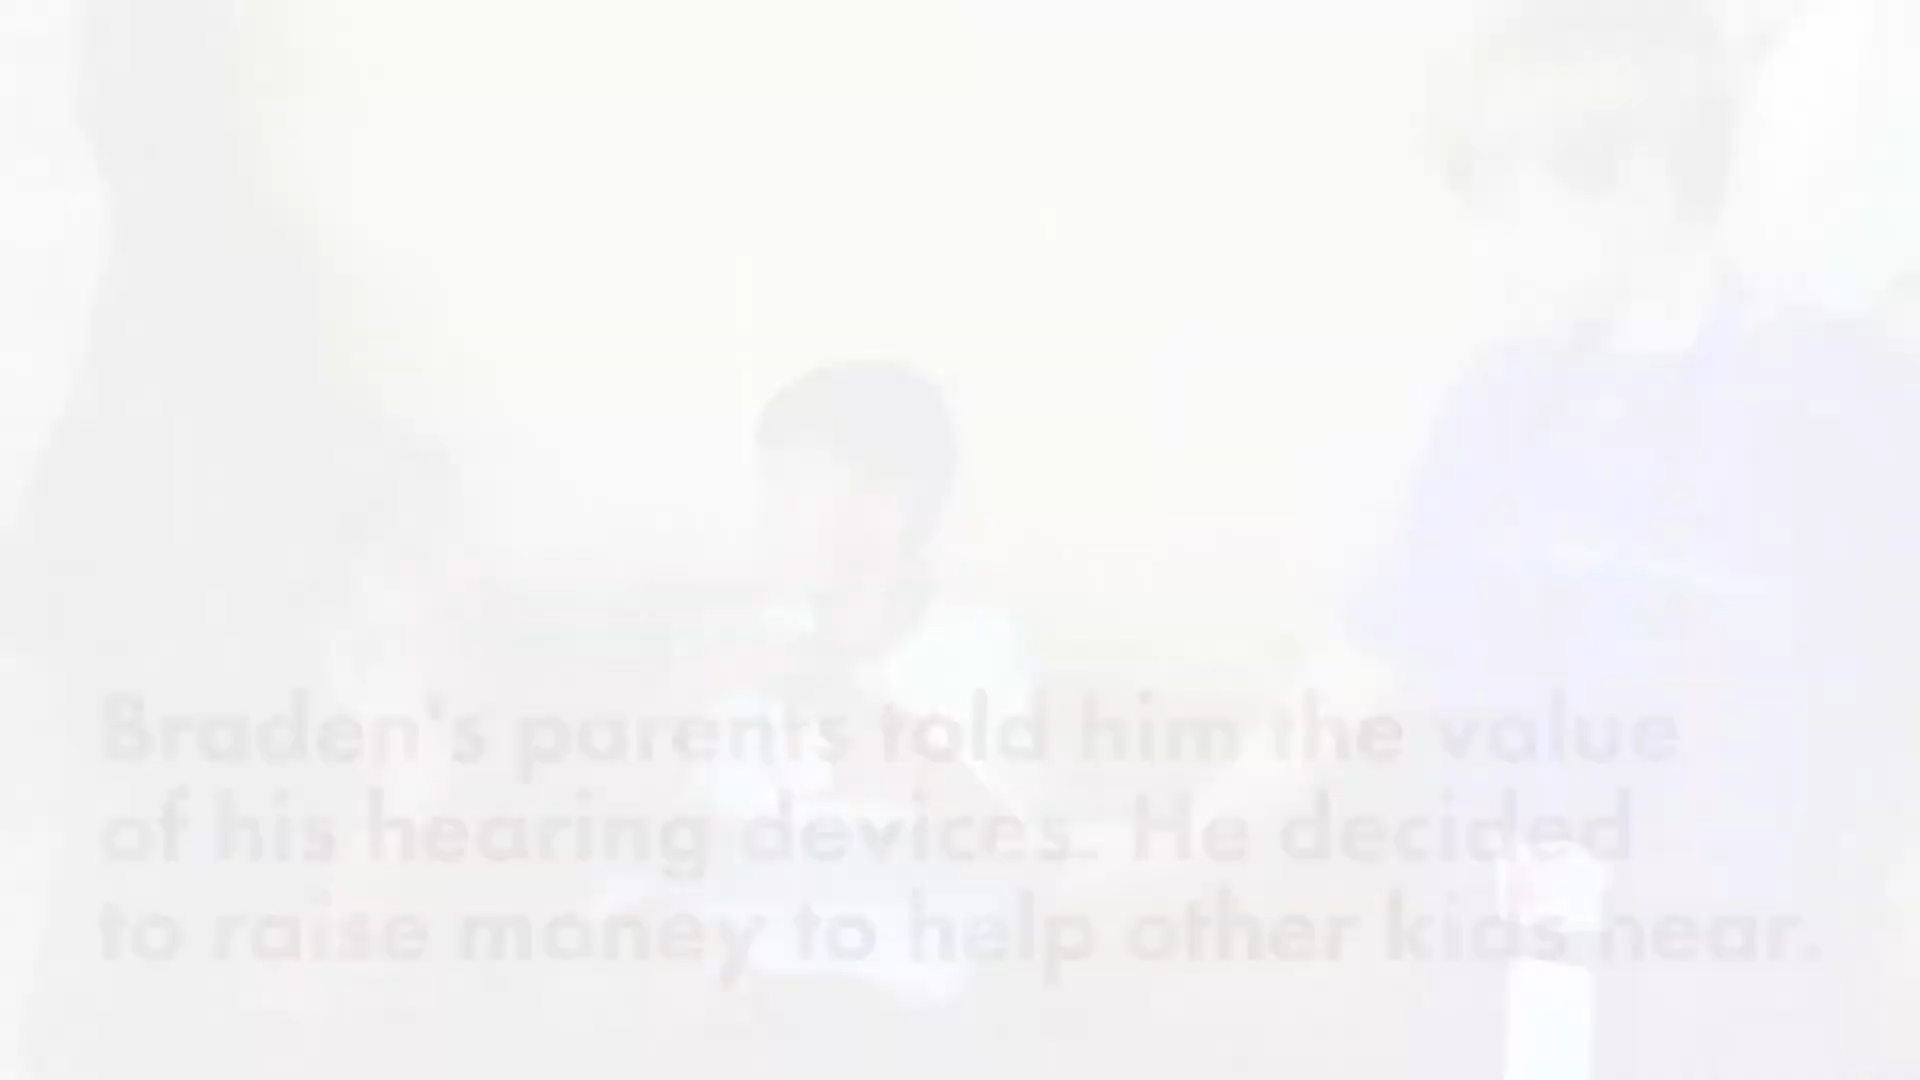 Braden's parents told him the value
of his hearing devices. He decided
to raise money to help other kids hear.